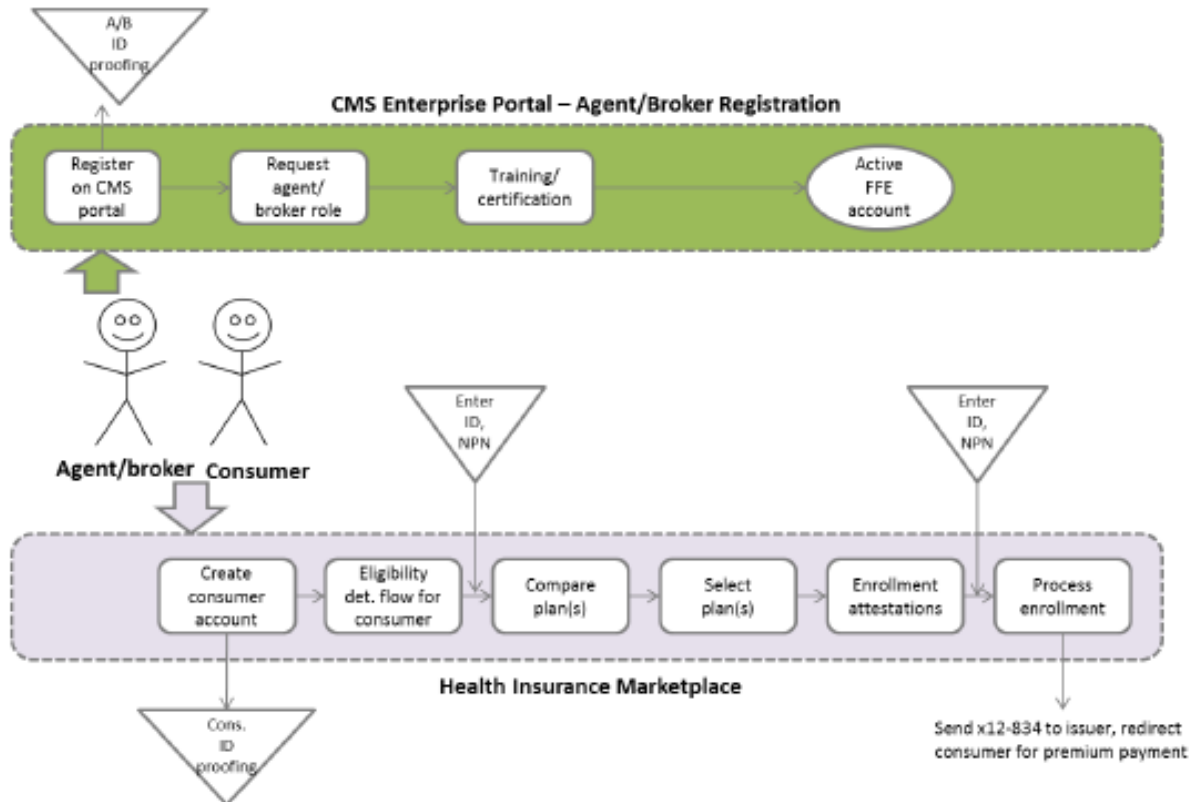 A/B
ID
proofing
CMS Enterprise Portal – Agent/Broker Registration
Register
on CMS
portal
Request
agent/
broker role
Training/
certification
Active
FFE
account
Agent/broker
Consumer
Enter
ID,
NPN
Enter
ID,
NPN
Create
consumer
account
Eligibility
det. flow for
consumer
Compare
plan(s)
Select
plan(s)
Enrollment
attestations
Process
enrollment
Health Insurance Marketplace
Cons.
ID
proofing
Send x12-834 to issuer, redirect
consumer for premium payment